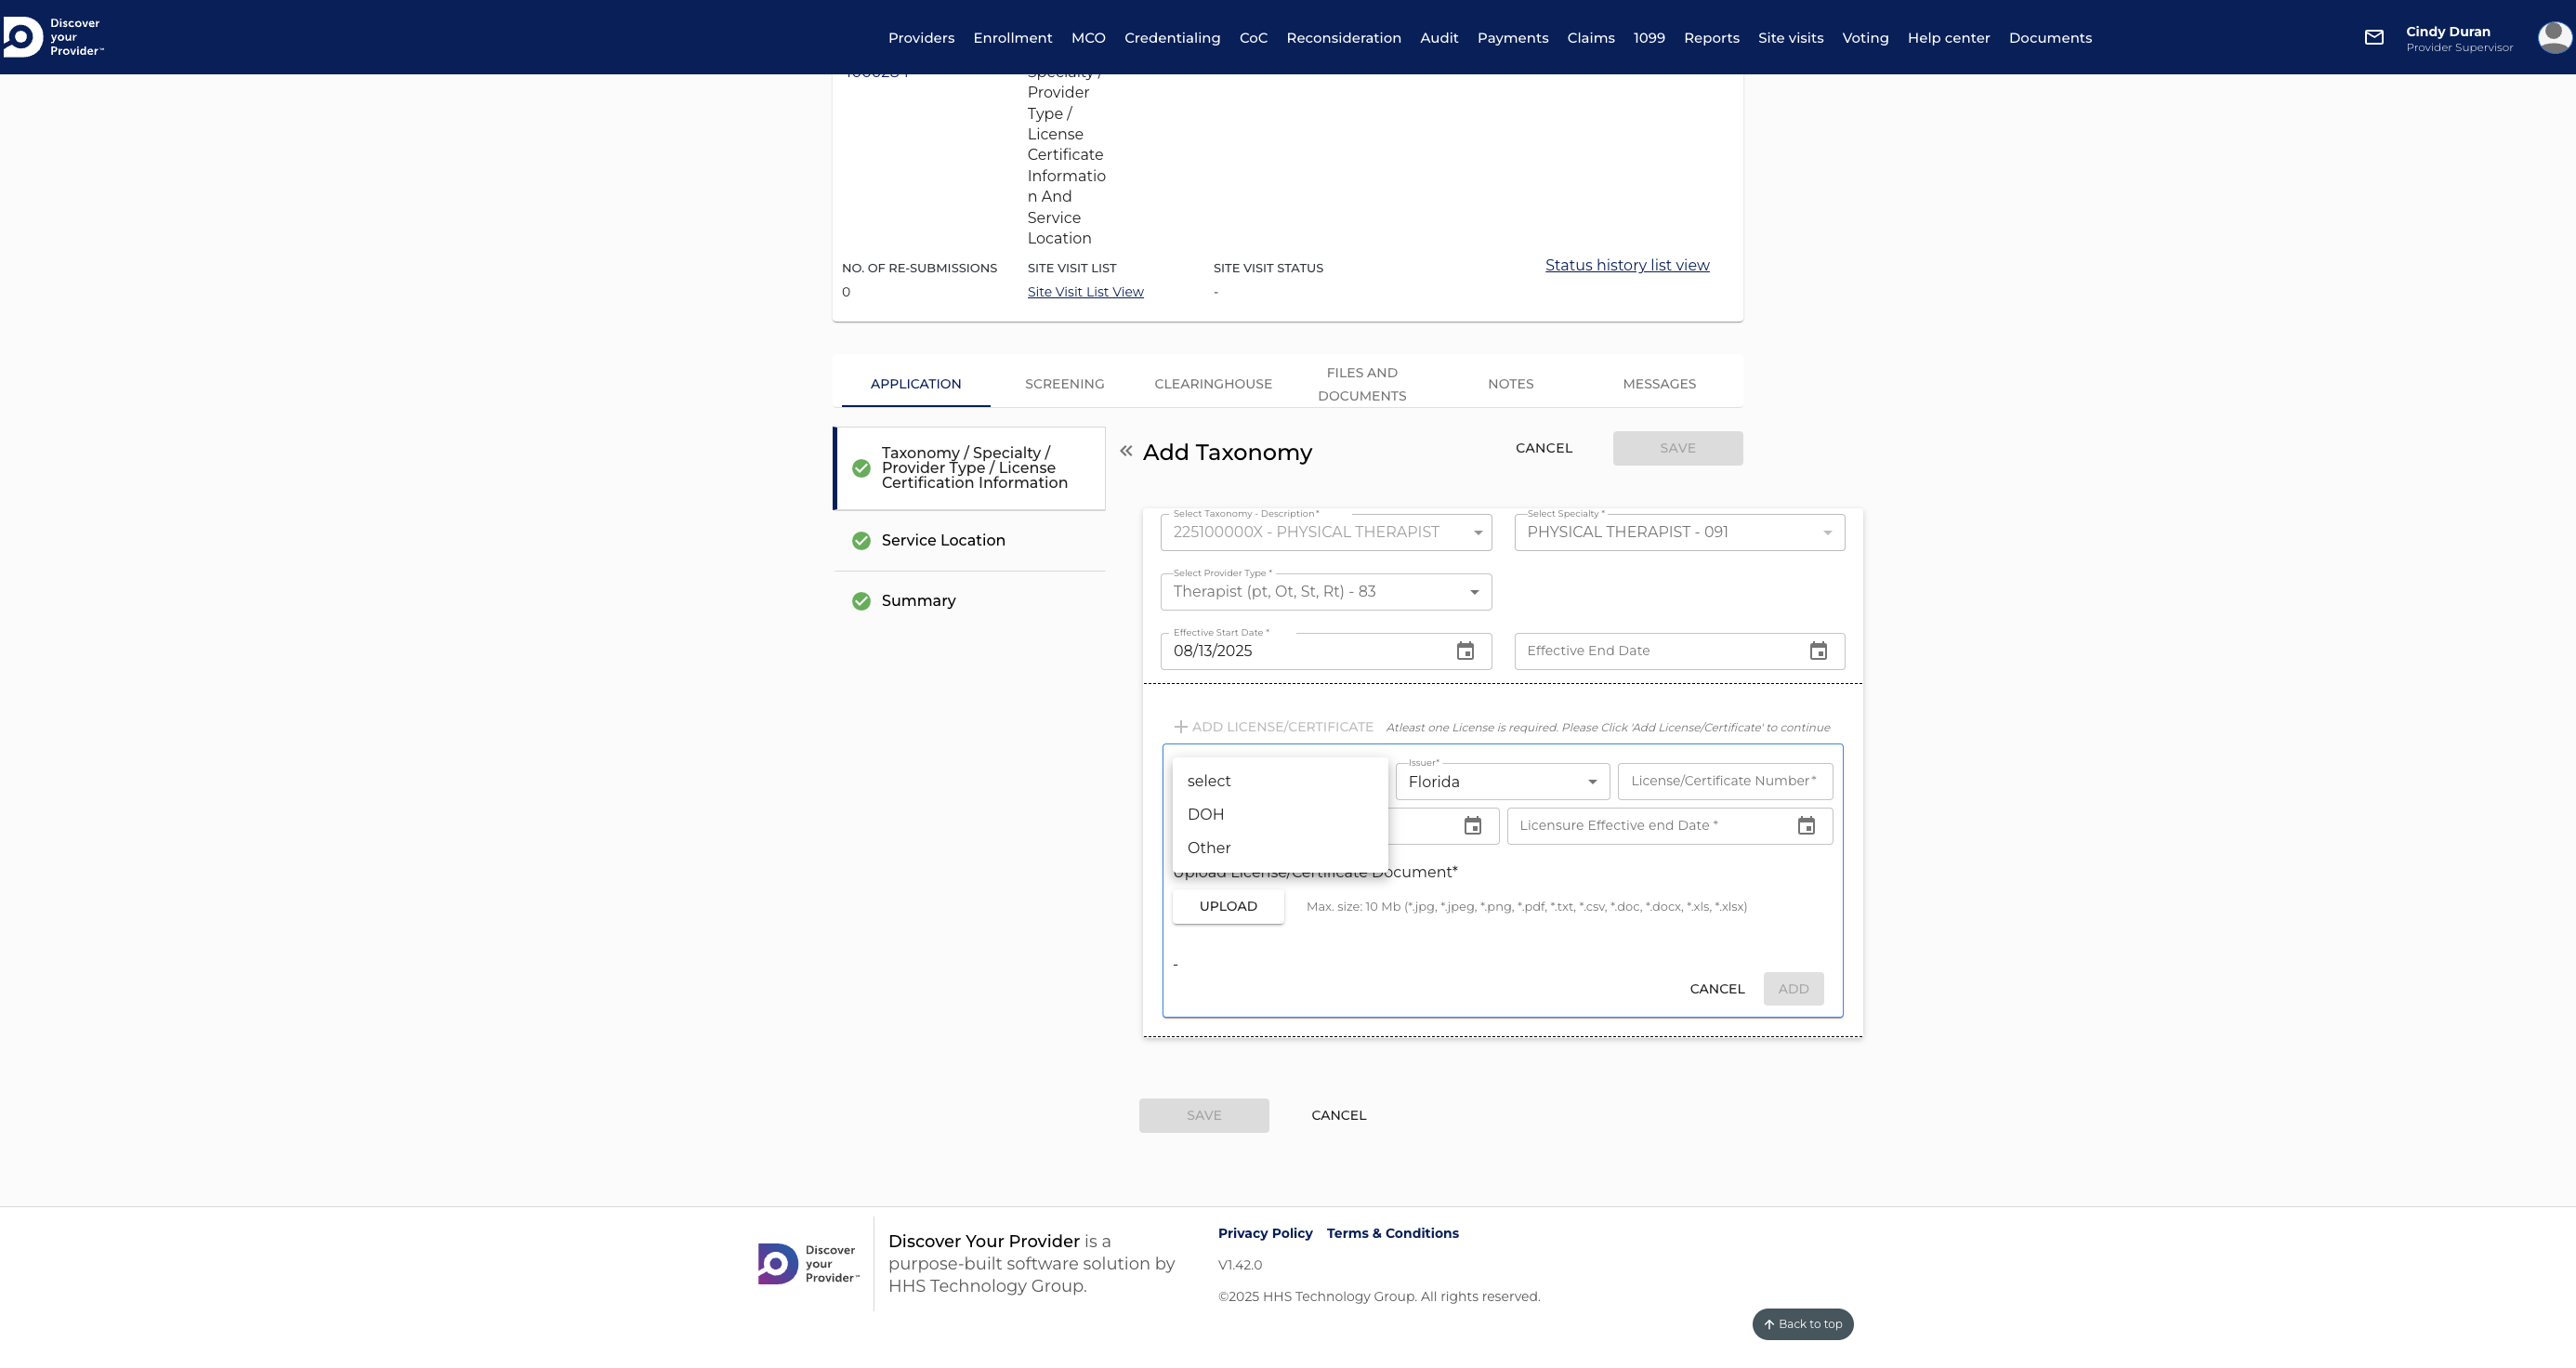 Discover
your
Provider™
Providers Enrollment MCO Credentialing CoC Reconsideration Audit Payments Claims 1099 Reports Site visits Voting Help center Documents
Cindy Duran
Provider Supervisor
Provider
Type /
License
Certificate
Informatio
n And
Service
Location
NO. OF RE-SUBMISSIONS SITE VISIT LIST SITE VISIT STATUS Status history list view
0 Site Visit List View -
APPLICATION SCREENING CLEARINGHOUSE FILES AND DOCUMENTS NOTES MESSAGES
Taxonomy / Specialty /
Provider Type / License
Certification Information
Service Location
Summary
Add Taxonomy CANCEL SAVE
Select Taxonomy - Description* Select Specialty *
225100000X - PHYSICAL THERAPIST PHYSICAL THERAPIST - 091
Select Provider Type *
Therapist (pt, Ot, St, Rt) - 83
Effective Start Date *
08/13/2025 Effective End Date
ADD LICENSE/CERTIFICATE Atleast one License is required. Please Click 'Add License/Certificate' to continue
select
DOH
Other
Issuer*
Florida License/Certificate Number*
Licensure Effective end Date *
Upload License/Certificate Document*
UPLOAD Max. size: 10 Mb (*.jpg, *.jpeg, *.png, *.pdf, *.txt, *.csv, *.doc, *.docx, *.xls, *.xlsx)
-
CANCEL ADD
SAVE CANCEL
Discover
your
Provider™
Discover Your Provider is a
purpose-built software solution by
HHS Technology Group.
Privacy Policy Terms & Conditions
V1.42.0
©2025 HHS Technology Group. All rights reserved.
Back to top